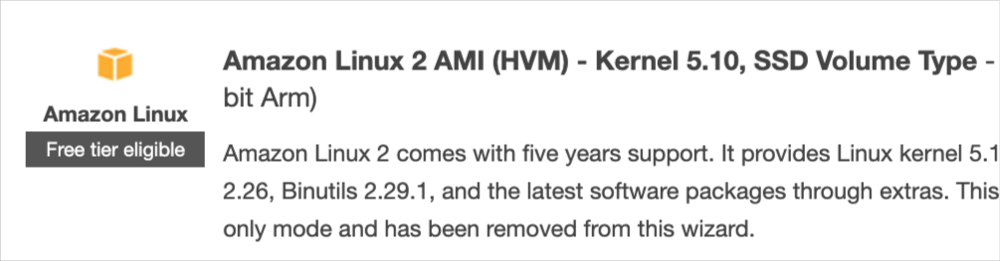 Amazon Linux
Free tier eligible
Amazon Linux 2 AMI (HVM) - Kernel 5.10, SSD Volume Type -
bit Arm)
Amazon Linux 2 comes with five years support. It provides Linux kernel 5.1
2.26, Binutils 2.29.1, and the latest software packages through extras. This
only mode and has been removed from this wizard.